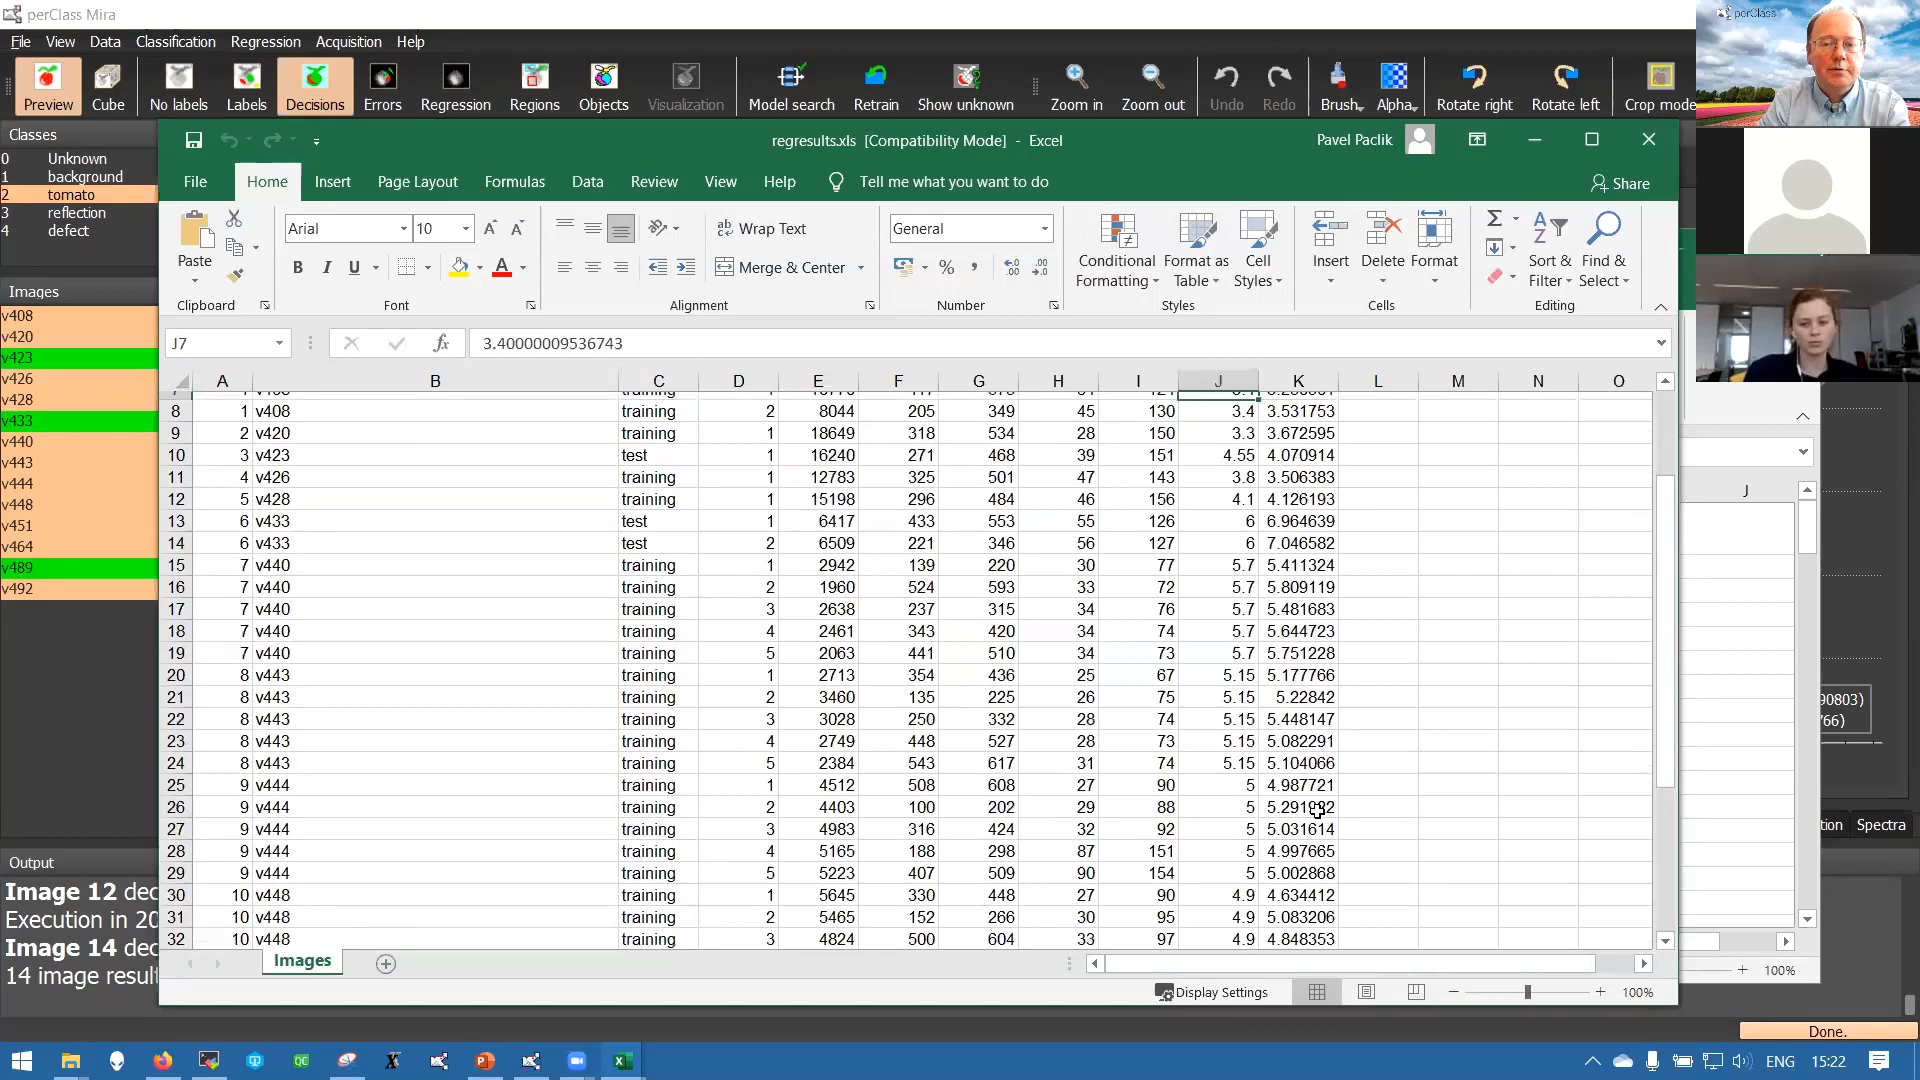 perClass Mira
File View Data Classification Regression Acquisition Help
Preview Cube No labels Labels Decisions Errors Regression Regions Objects Visualization Model search Retrain Show unknown Zoom in Zoom out Undo Redo Brush Alpha Rotate right Rotate left Crop mode
perClass
Classes
0 Unknown
1 background
2 tomato
3 reflection
4 defect
Images
v408
v420
v423
v426
v428
v433
v440
v443
v444
v448
v451
v464
v489
v492
Output
Image 12 dec
Execution in 20
Image 14 dec
14 image result
regresults.xls [Compatibility Mode] - Excel
Pavel Paclik
File Home Insert Page Layout Formulas Data Review View Help Tell me what you want to do Share
Paste
Clipboard
Arial 10
B I U A
Font
Wrap Text
Merge & Center
Alignment
General
%
Number
Conditional Formatting
Format as Table
Cell Styles
Styles
Insert Delete Format
Cells
Sort & Filter
Find & Select
Editing
J7 fx 3.40000009536743
A B C D E F G H I J K L M N O
8 1 v408 training 2 8044 205 349 45 130 3.4 3.531753
9 2 v420 training 1 18649 318 534 28 150 3.3 3.672595
10 3 v423 test 1 16240 271 468 39 151 4.55 4.070914
11 4 v426 training 1 12783 325 501 47 143 3.8 3.506383
12 5 v428 training 1 15198 296 484 46 156 4.1 4.126193
13 6 v433 test 1 6417 433 553 55 126 6 6.964639
14 6 v433 test 2 6509 221 346 56 127 6 7.046582
15 7 v440 training 1 2942 139 220 30 77 5.7 5.411324
16 7 v440 training 2 1960 524 593 33 72 5.7 5.809119
17 7 v440 training 3 2638 237 315 34 76 5.7 5.481683
18 7 v440 training 4 2461 343 420 34 74 5.7 5.644723
19 7 v440 training 5 2063 441 510 34 73 5.7 5.751228
20 8 v443 training 1 2713 354 436 25 67 5.15 5.177766
21 8 v443 training 2 3460 135 225 26 75 5.15 5.22842
22 8 v443 training 3 3028 250 332 28 74 5.15 5.448147
23 8 v443 training 4 2749 448 527 28 73 5.15 5.082291
24 8 v443 training 5 2384 543 617 31 74 5.15 5.104066
25 9 v444 training 1 4512 508 608 27 90 5 4.987721
26 9 v444 training 2 4403 100 202 29 88 5
27 9 v444 training 3 4983 316 424 32 92 5 5.031614
28 9 v444 training 4 5165 188 298 87 151 5 4.997665
29 9 v444 training 5 5223 407 509 90 154 5 5.002868
30 10 v448 training 1 5645 330 448 27 90 4.9 4.634412
31 10 v448 training 2 5465 152 266 30 95 4.9 5.083206
32 10 v448 training 3 4824 500 604 33 97 4.9 4.848353
Images
Display Settings 100%
J
90803)
766)
tion Spectra
100%
Done.
ENG 15:22